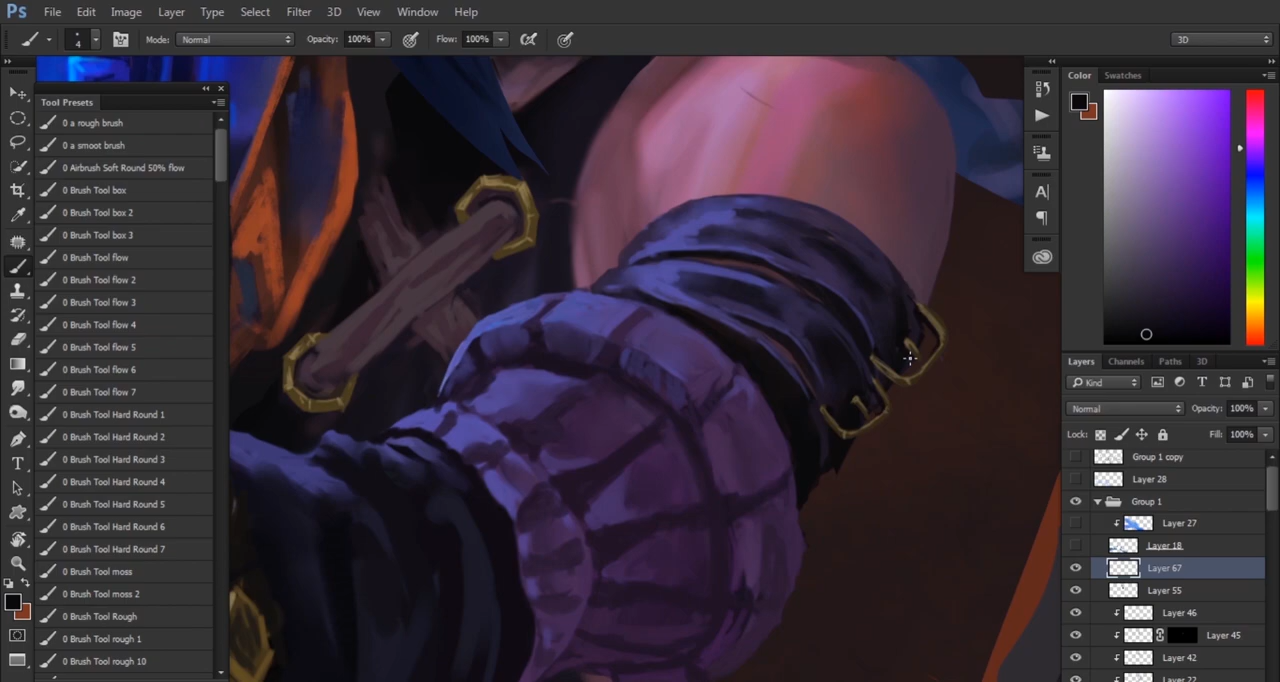 Ps File Edit Image Layer Type Select Filter 3D View Window Help
4 Mode: Normal Opacity: 100% Flow: 100% 3D
Tool Presets
0 a rough brush
0 a smoot brush
0 Airbrush Soft Round 50% flow
0 Brush Tool box
0 Brush Tool box 2
0 Brush Tool box 3
0 Brush Tool flow
0 Brush Tool flow 2
0 Brush Tool flow 3
0 Brush Tool flow 4
0 Brush Tool flow 5
0 Brush Tool flow 6
0 Brush Tool flow 7
0 Brush Tool Hard Round 1
0 Brush Tool Hard Round 2
0 Brush Tool Hard Round 3
0 Brush Tool Hard Round 4
0 Brush Tool Hard Round 5
0 Brush Tool Hard Round 6
0 Brush Tool Hard Round 7
0 Brush Tool moss
0 Brush Tool moss 2
0 Brush Tool Rough
0 Brush Tool rough 1
0 Brush Tool rough 10
Color Swatches
Layers Channels Paths 3D
Kind
Normal Opacity: 100%
Lock: Fill: 100%
Group 1 copy
Layer 28
Group 1
Layer 27
Layer 18
Layer 67
Layer 55
Layer 46
Layer 45
Layer 42
Layer 22